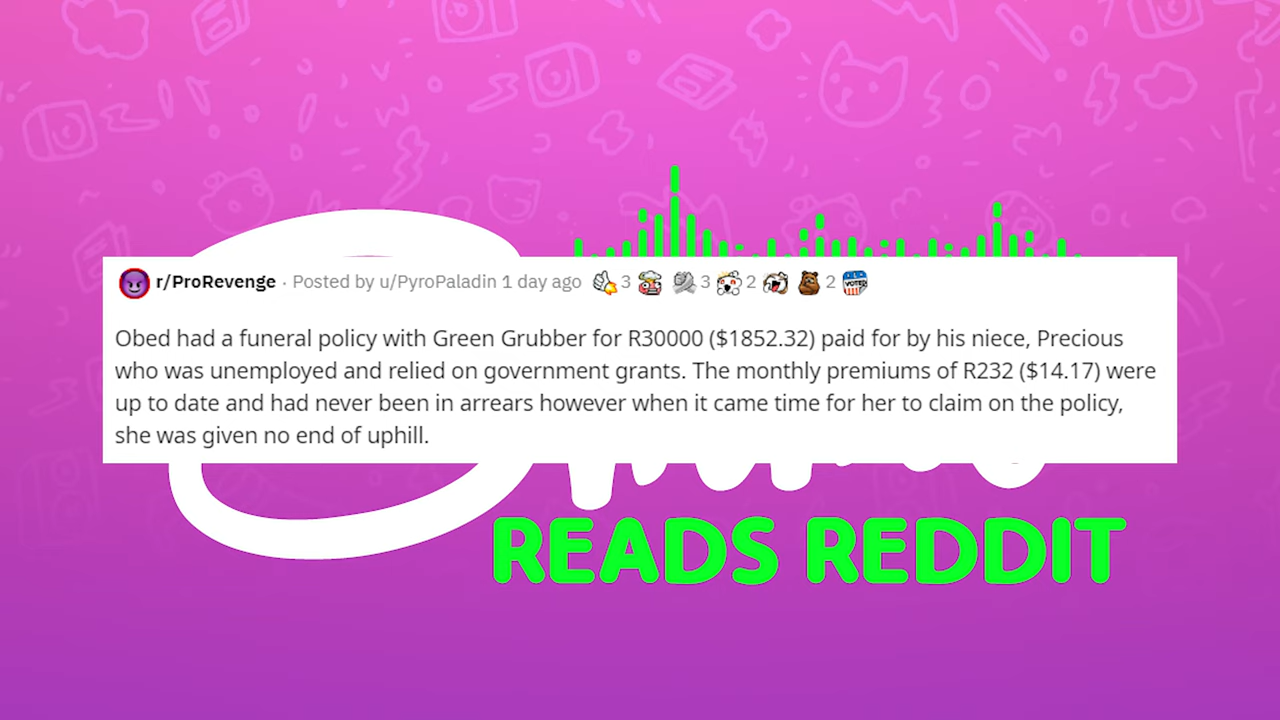 r/ProRevenge · Posted by u/PyroPaladin 1 day ago 3 3 2 2
Obed had a funeral policy with Green Grubber for R30000 ($1852.32) paid for by his niece, Precious
who was unemployed and relied on government grants. The monthly premiums of R232 ($14.17) were
up to date and had never been in arrears however when it came time for her to claim on the policy,
she was given no end of uphill.
READS REDDIT